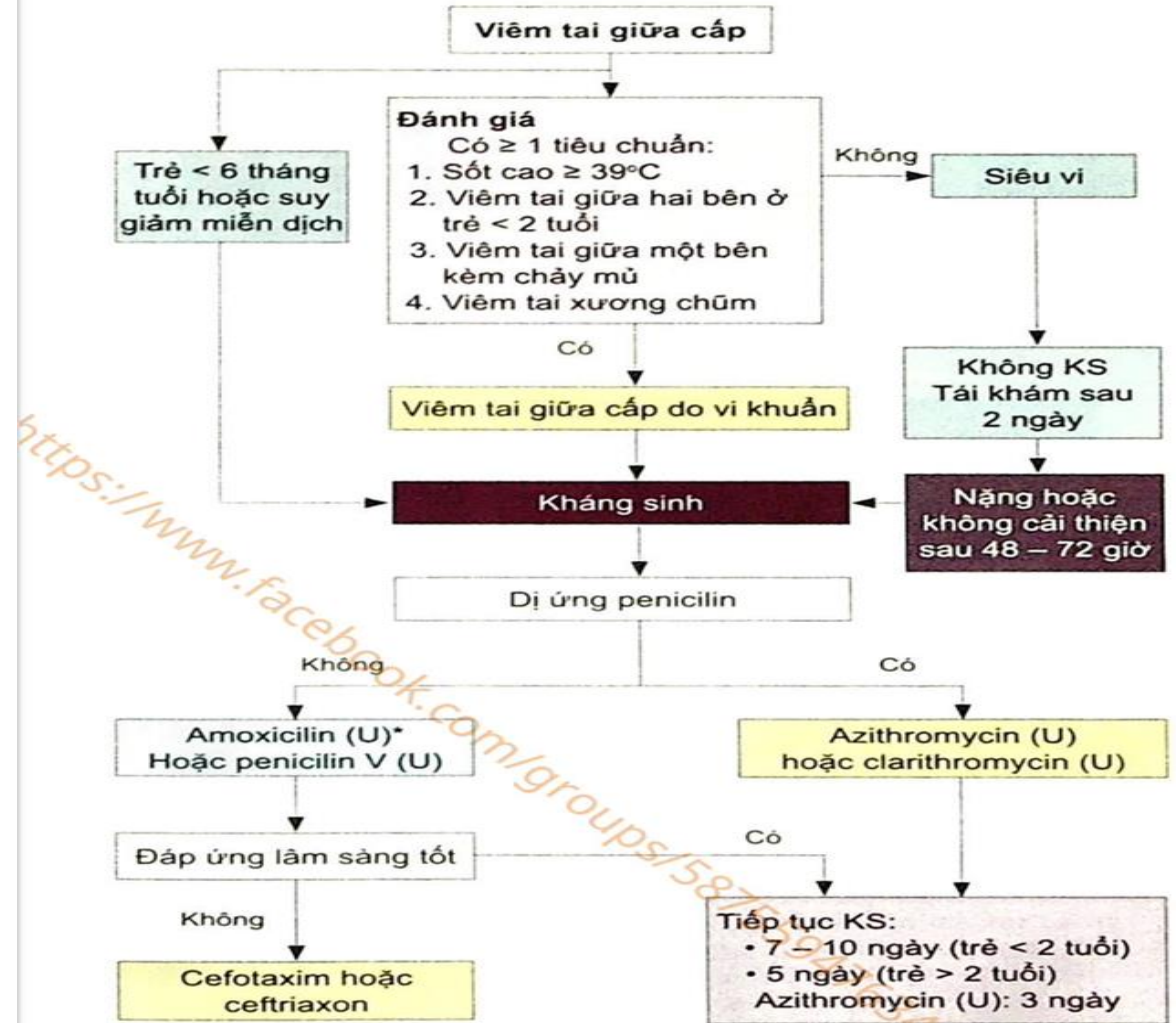 Viêm tai giữa cấp
Trẻ < 6 tháng
tuổi hoặc suy
giảm miễn dịch
Đánh giá
Có ≥ 1 tiêu chuẩn:
1. Sốt cao ≥ 39°C
2. Viêm tai giữa hai bên ở
trẻ < 2 tuổi
3. Viêm tai giữa một bên
kèm chảy mủ
4. Viêm tai xương chũm
Không
Siêu vi
Có
Không KS
Tái khám sau
2 ngày
Viêm tai giữa cấp do vi khuẩn
Kháng sinh
Nặng hoặc
không cải thiện
sau 48 – 72 giờ
Dị ứng penicilin
Không
Có
Amoxicilin (U)*
Hoặc penicilin V (U)
Azithromycin (U)
hoặc clarithromycin (U)
Đáp ứng lâm sàng tốt
Có
Không
Cefotaxim hoặc
ceftriaxon
Tiếp tục KS:
• 7 – 10 ngày (trẻ < 2 tuổi)
• 5 ngày (trẻ > 2 tuổi)
Azithromycin (U): 3 ngày
https://www.facebook.com/groups/